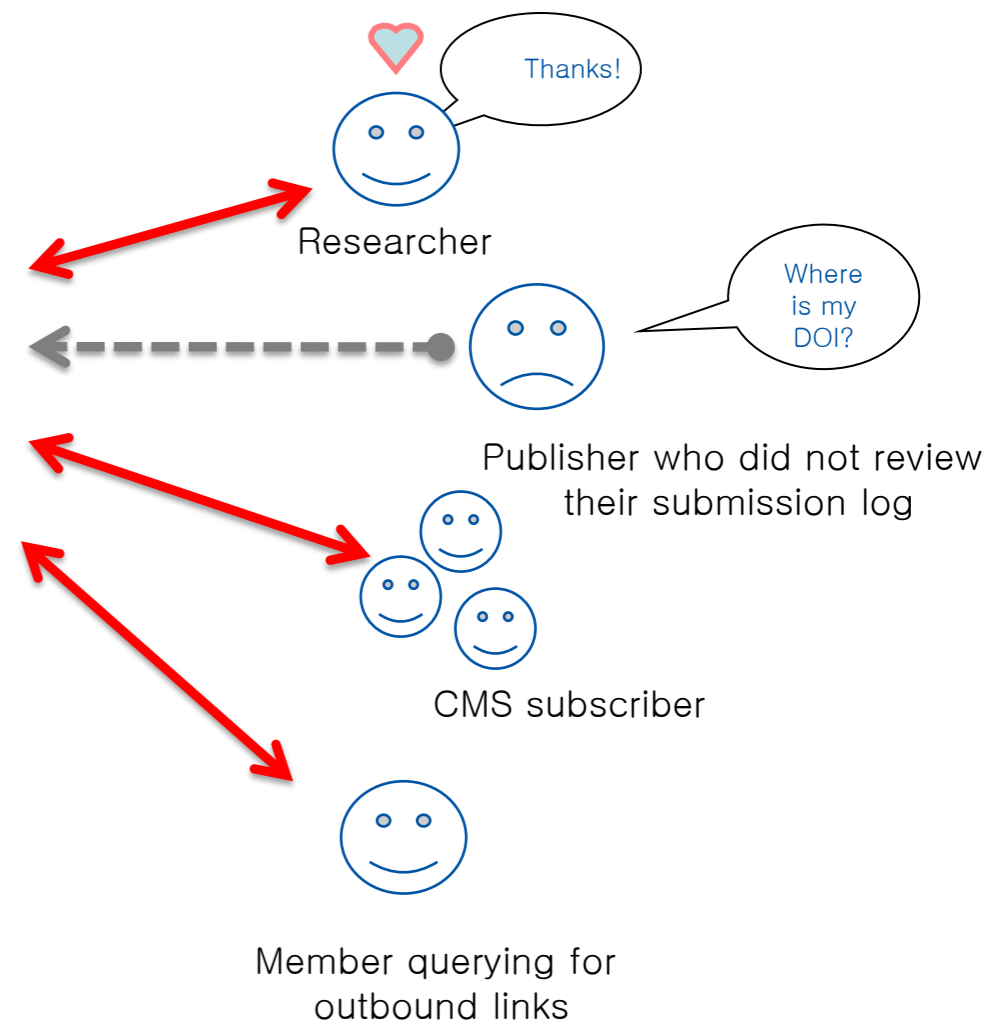 Thanks!
Researcher
Where
is my
DOI?
Publisher who did not review
their submission log
CMS subscriber
Member querying for
outbound links